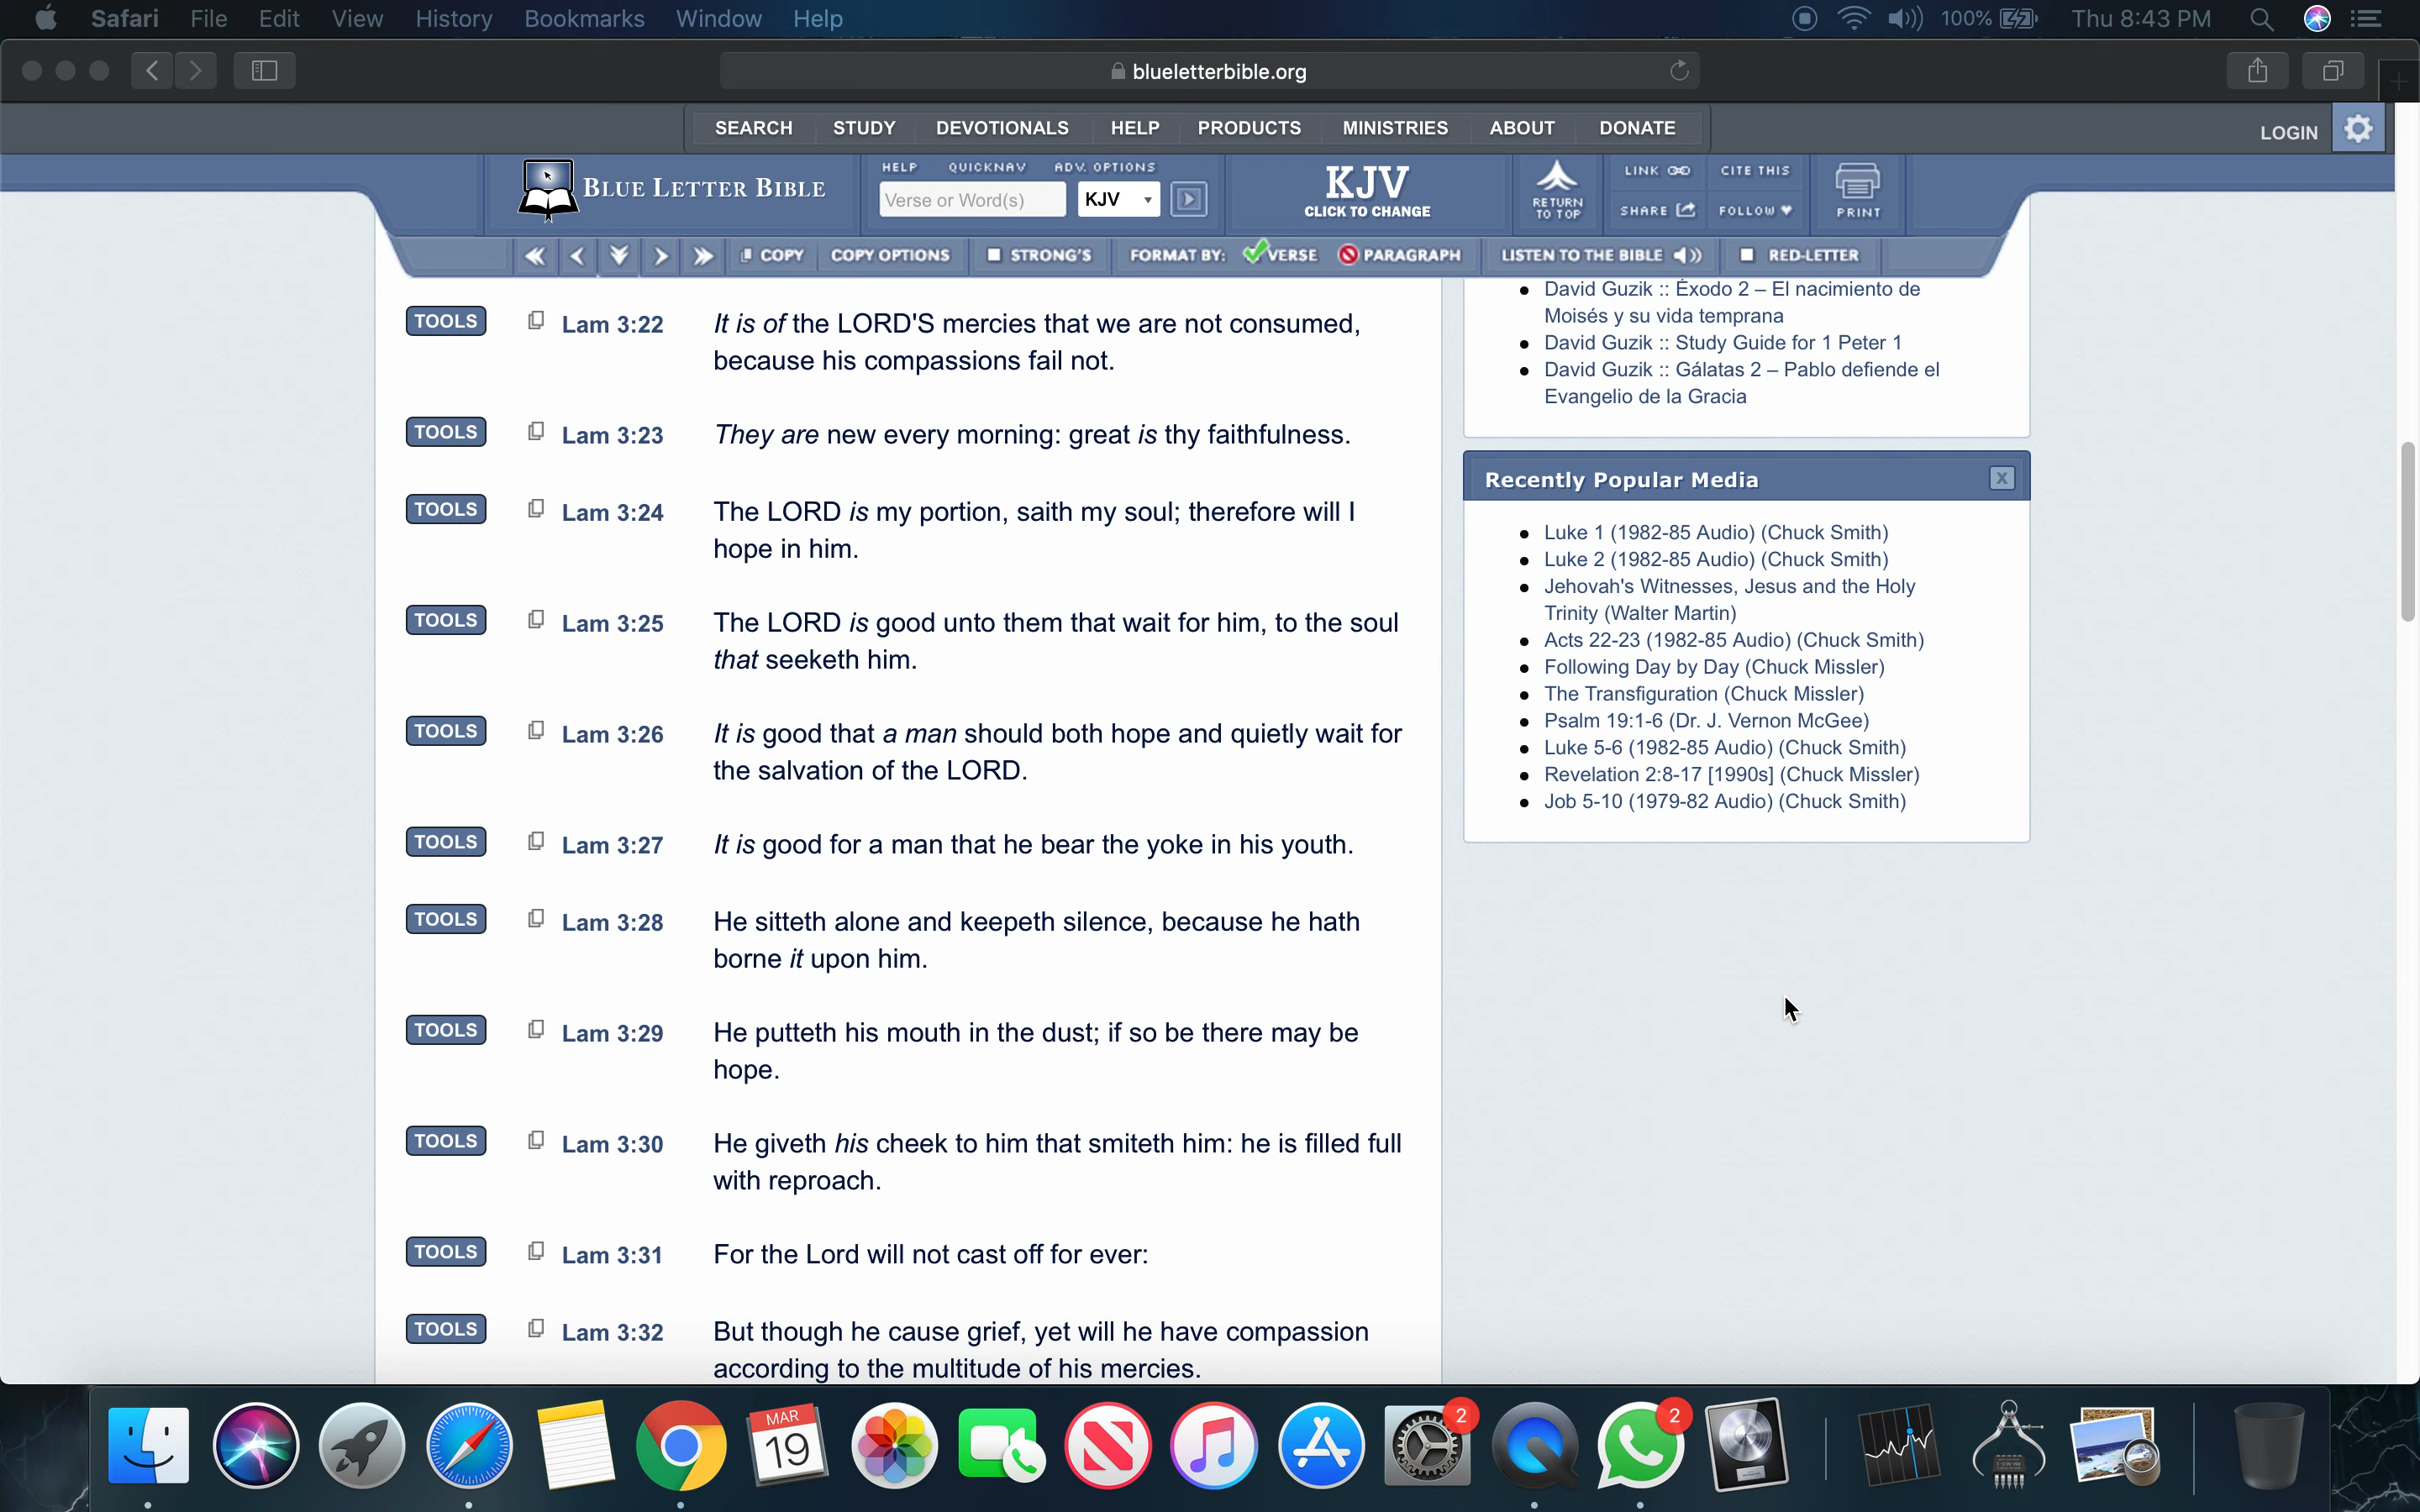 Safari File Edit View History Bookmarks Window Help 100% Thu 8:43 PM
blueletterbible.org
SEARCH STUDY DEVOTIONALS HELP PRODUCTS MINISTRIES ABOUT DONATE LOGIN
HELP QUICKNAV ADV. OPTIONS
BLUE LETTER BIBLE
Verse or Word(s) KJV
KJV
CLICK TO CHANGE
RETURN
TO TOP
LINK CITE THIS
SHARE FOLLOW
PRINT
COPY COPY OPTIONS STRONG'S FORMAT BY: VERSE PARAGRAPH LISTEN TO THE BIBLE RED-LETTER
TOOLS Lam 3:22 It is of the LORD'S mercies that we are not consumed,
because his compassions fail not.
TOOLS Lam 3:23 They are new every morning: great is thy faithfulness.
TOOLS Lam 3:24 The LORD is my portion, saith my soul; therefore will I
hope in him.
TOOLS Lam 3:25 The LORD is good unto them that wait for him, to the soul
that seeketh him.
TOOLS Lam 3:26 It is good that a man should both hope and quietly wait for
the salvation of the LORD.
TOOLS Lam 3:27 It is good for a man that he bear the yoke in his youth.
TOOLS Lam 3:28 He sitteth alone and keepeth silence, because he hath
borne it upon him.
TOOLS Lam 3:29 He putteth his mouth in the dust; if so be there may be
hope.
TOOLS Lam 3:30 He giveth his cheek to him that smiteth him: he is filled full
with reproach.
TOOLS Lam 3:31 For the Lord will not cast off for ever:
TOOLS Lam 3:32 But though he cause grief, yet will he have compassion
according to the multitude of his mercies.
David Guzik :: Éxodo 2 – El nacimiento de
Moisés y su vida temprana
David Guzik :: Study Guide for 1 Peter 1
David Guzik :: Gálatas 2 – Pablo defiende el
Evangelio de la Gracia
Recently Popular Media x
Luke 1 (1982-85 Audio) (Chuck Smith)
Luke 2 (1982-85 Audio) (Chuck Smith)
Jehovah's Witnesses, Jesus and the Holy
Trinity (Walter Martin)
Acts 22-23 (1982-85 Audio) (Chuck Smith)
Following Day by Day (Chuck Missler)
The Transfiguration (Chuck Missler)
Psalm 19:1-6 (Dr. J. Vernon McGee)
Luke 5-6 (1982-85 Audio) (Chuck Smith)
Revelation 2:8-17 [1990s] (Chuck Missler)
Job 5-10 (1979-82 Audio) (Chuck Smith)
MAR
19
2
2